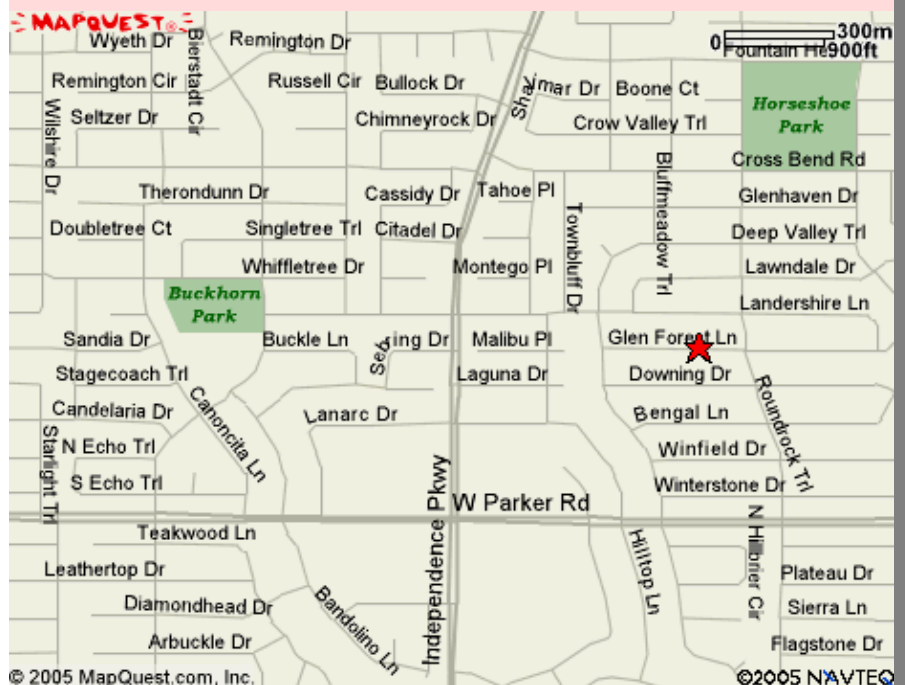 MAPQUEST®
Wyeth Dr
Bierstadt Cir
Remington Dr
0 300m
900ft
Remington Cir
Russell Cir
Bullock Dr
mar Dr
Boone Ct
Horseshoe
Park
Wilshire Dr
Seltzer Dr
Chimneyrock Dr
Crow Valley Trl
Cross Bend Rd
Bluffmeadow Trl
Therondunn Dr
Cassidy Dr
Tahoe Pl
Glenhaven Dr
Doubletree Ct
Singletree Trl
Citadel Dr
Townbluff Dr
Deep Valley Trl
Whiffletree Dr
Montego Pl
Lawndale Dr
Buckhorn
Park
Landershire Ln
Sandia Dr
Buckle Ln
ing Dr
Malibu Pl
Glen Forest Ln
Stagecoach Trl
Laguna Dr
Downing Dr
Candelaria Dr
Canoncita Ln
Lanarc Dr
Bengal Ln
Roundrock Trl
Starlight Trl
N Echo Trl
Winfield Dr
S Echo Trl
Winterstone Dr
Independence Pkwy
W Parker Rd
Teakwood Ln
Hilltop Ln
N Hillbrier Cir
Leathertop Dr
Plateau Dr
Diamondhead Dr
Bandolino Ln
Sierra Ln
Arbuckle Dr
Flagstone Dr
© 2005 MapQuest.com, Inc.
©2005 NAVTEQ